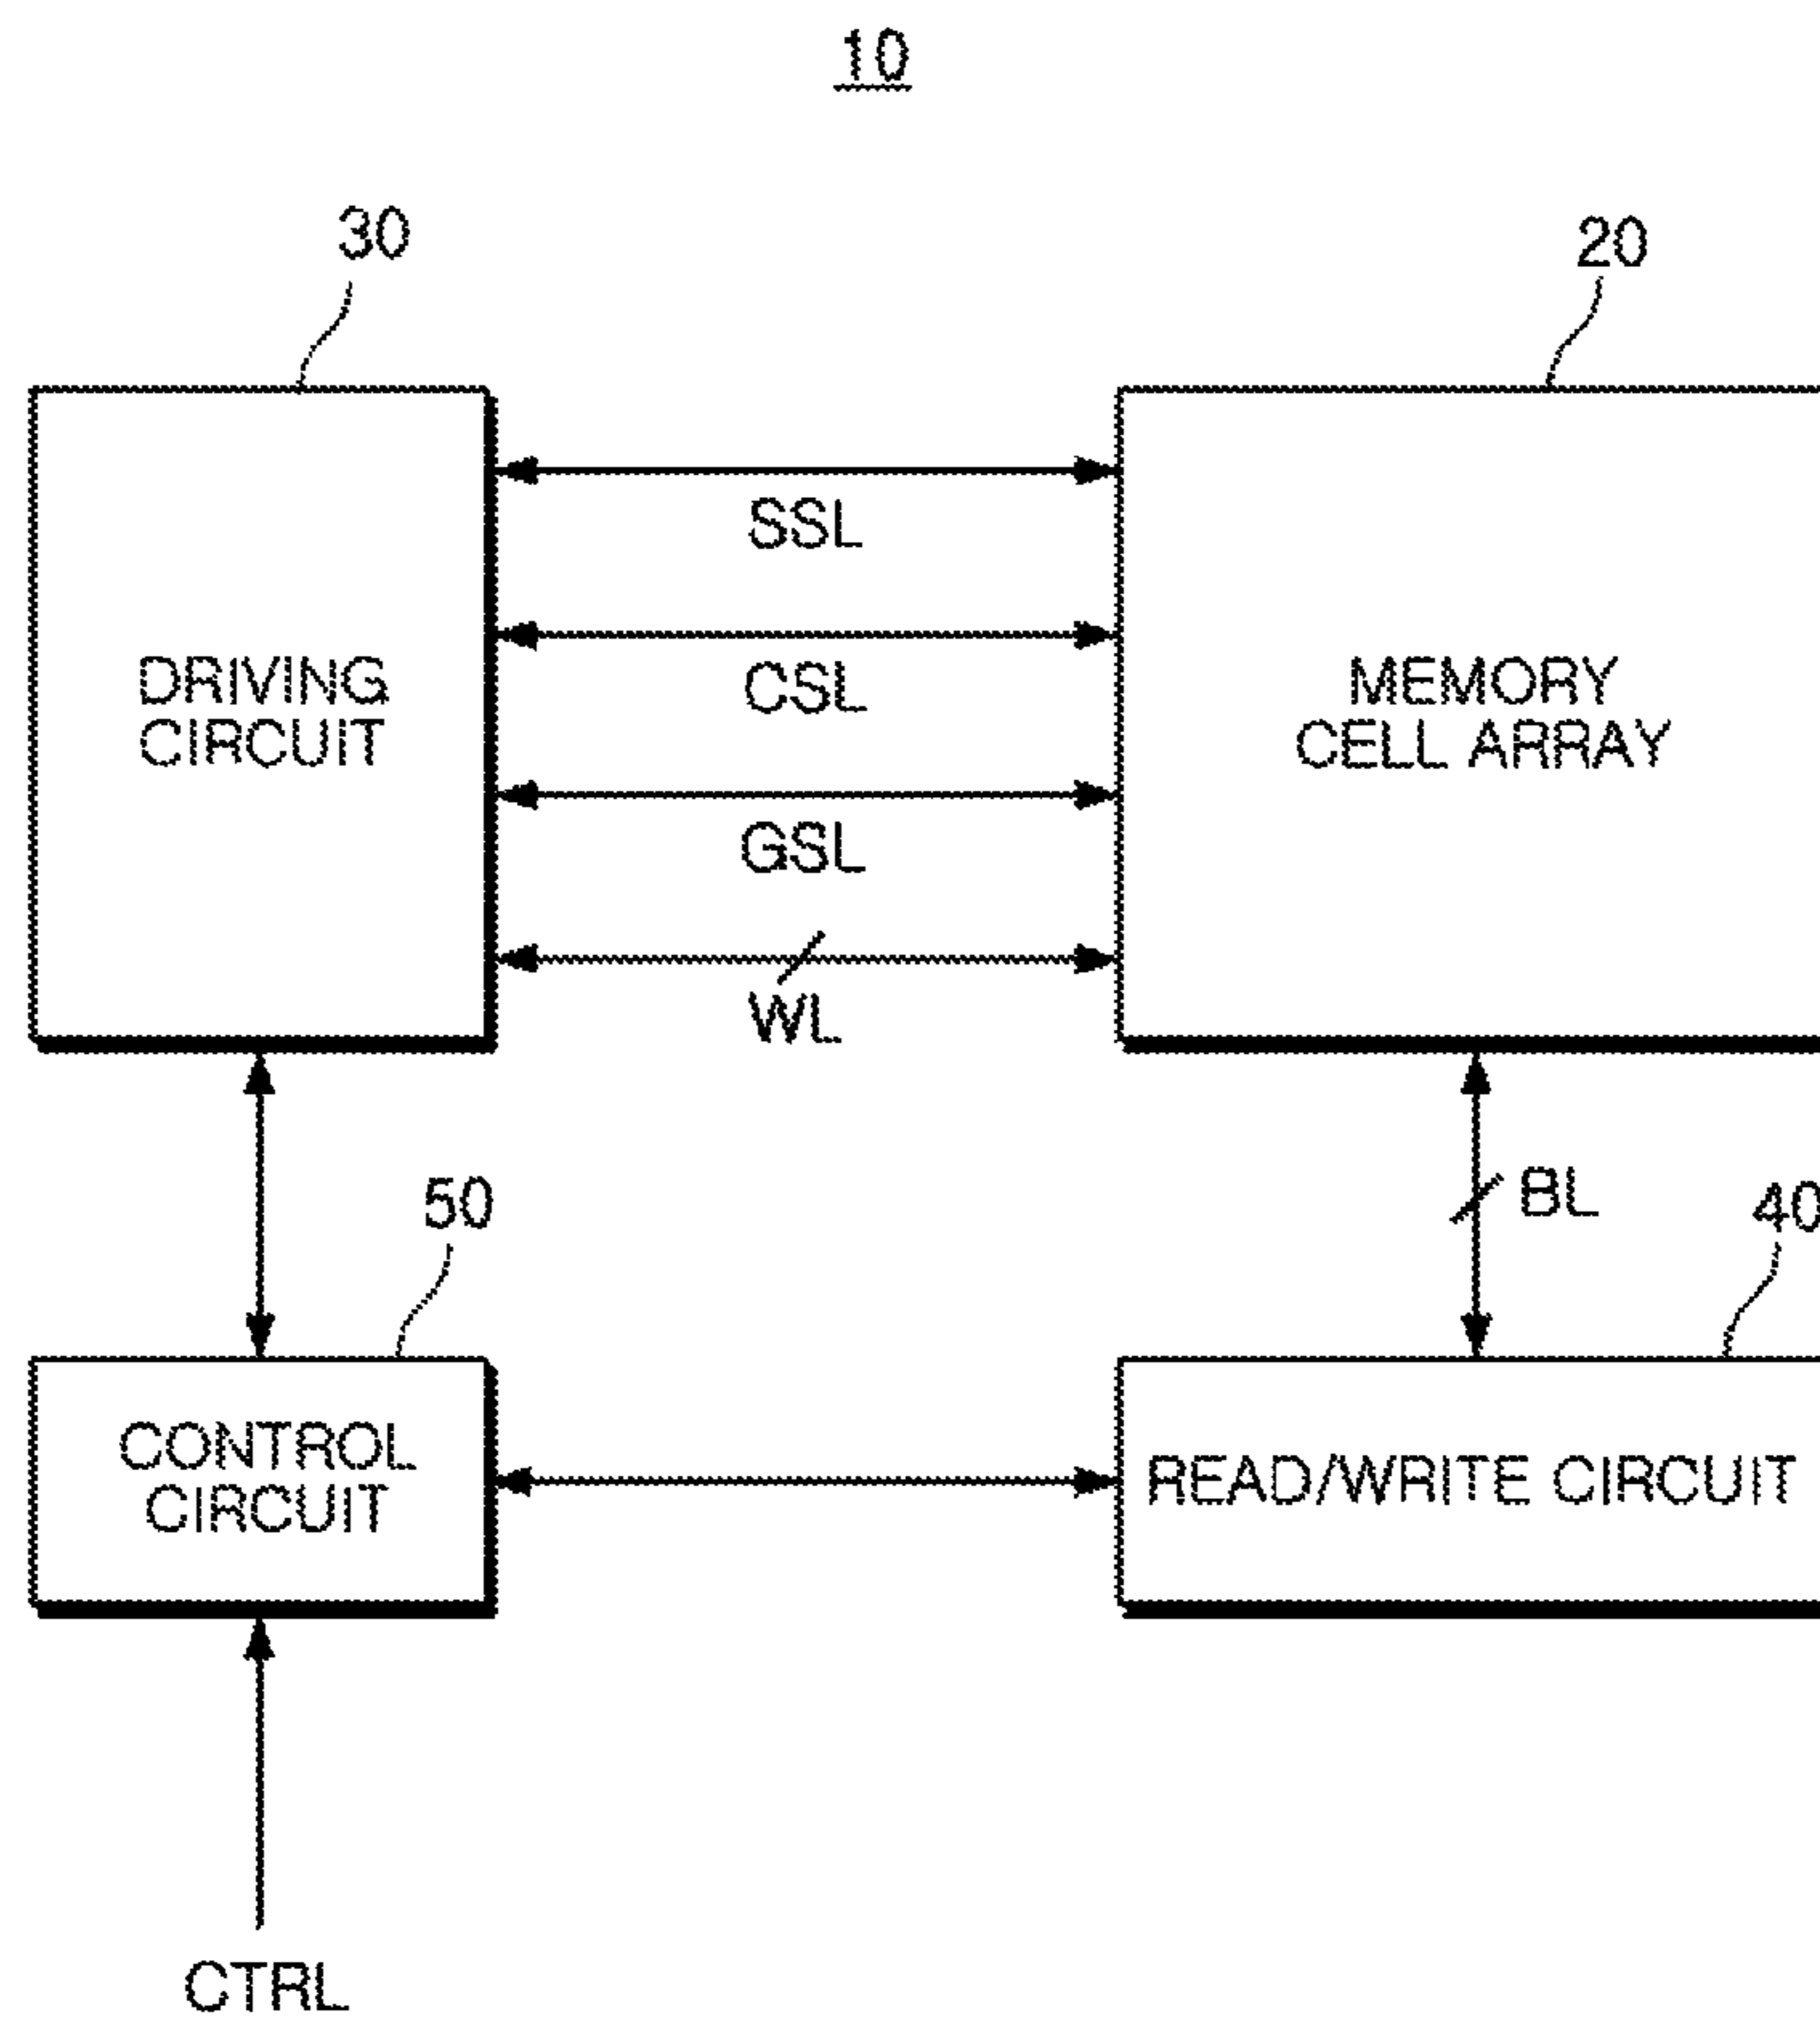 10
30
20
SSL
DRIVING
CIRCUIT
CSL
MEMORY
CELL ARRAY
GSL
WL
50
BL
40
CONTROL
CIRCUIT
READ/WRITE CIRCUIT
CTRL